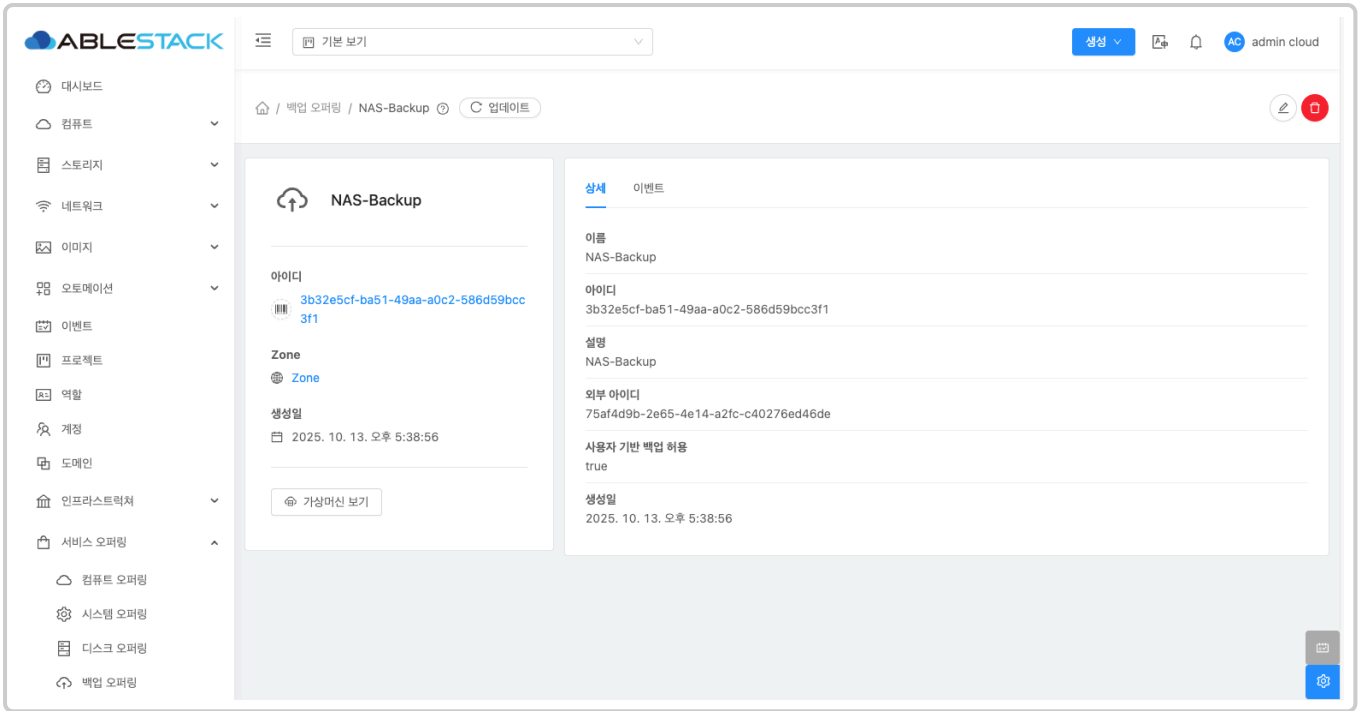 ABLESTACK
기본 보기
생성
AC
admin cloud
대시보드
컴퓨트
스토리지
네트워크
이미지
오토메이션
이벤트
프로젝트
역할
계정
도메인
인프라스트럭쳐
서비스 오퍼링
컴퓨트 오퍼링
시스템 오퍼링
디스크 오퍼링
백업 오퍼링
/ 백업 오퍼링 / NAS-Backup 업데이트
NAS-Backup
아이디
3b32e5cf-ba51-49aa-a0c2-586d59bcc
3f1
Zone
Zone
생성일
2025. 10. 13. 오후 5:38:56
가상머신 보기
상세 이벤트
이름
NAS-Backup
아이디
3b32e5cf-ba51-49aa-a0c2-586d59bcc3f1
설명
NAS-Backup
외부 아이디
75af4d9b-2e65-4e14-a2fc-c40276ed46de
사용자 기반 백업 허용
true
생성일
2025. 10. 13. 오후 5:38:56